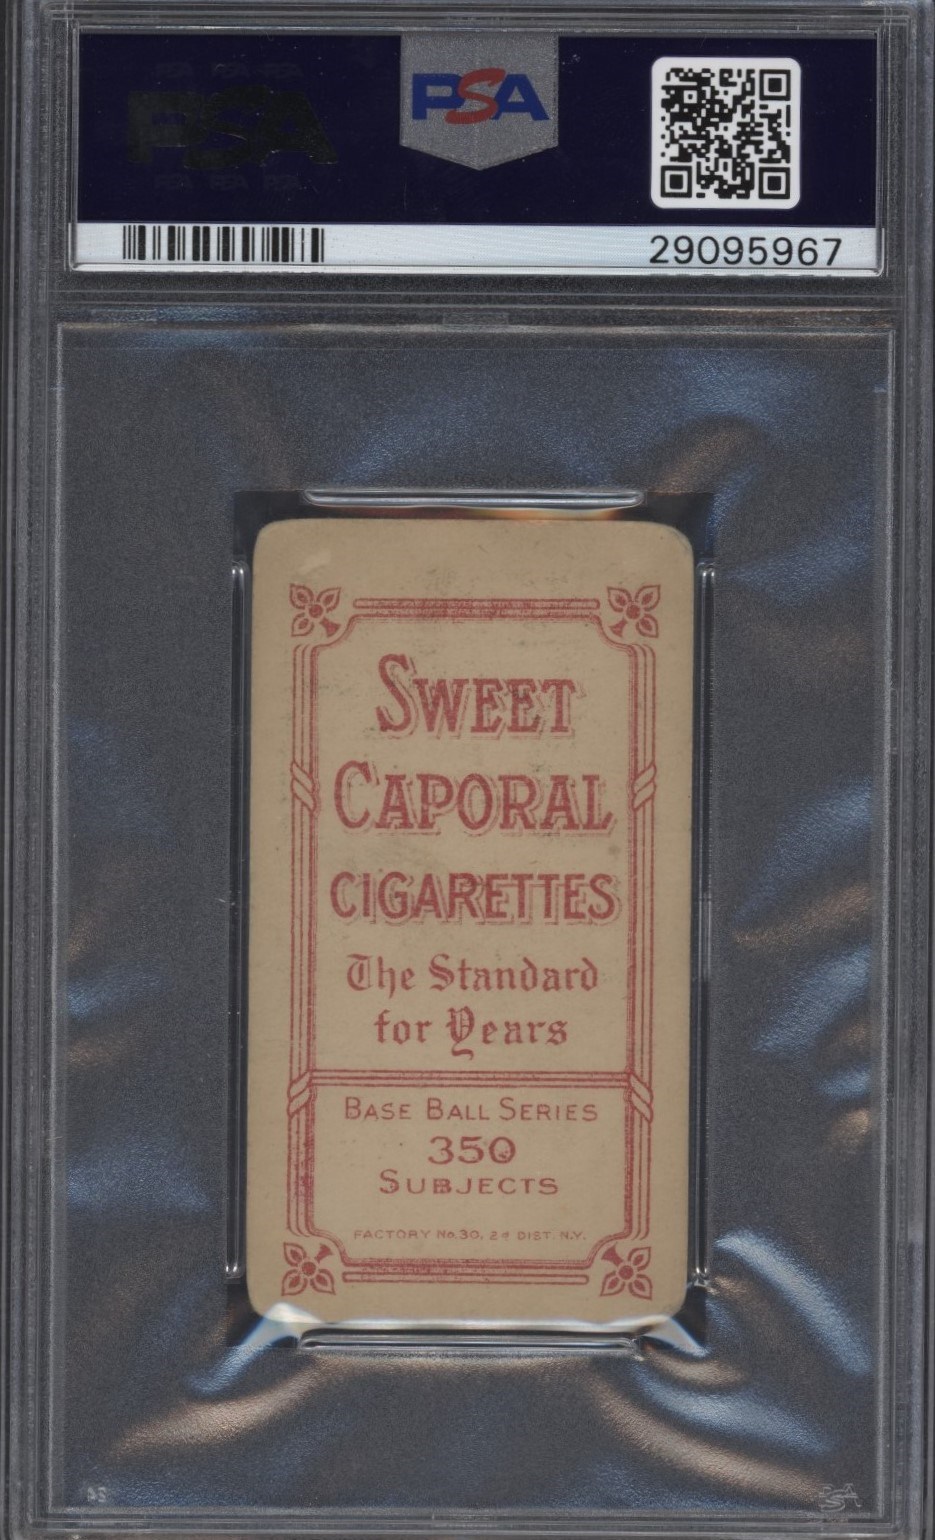 PSA
29095967
SWEET
CAPORAL
CIGARETTES
The Standard
for Years
BASE BALL SERIES
350
SUBJECTS
FACTORY No.30, 2d DIST. N.Y.
PSA